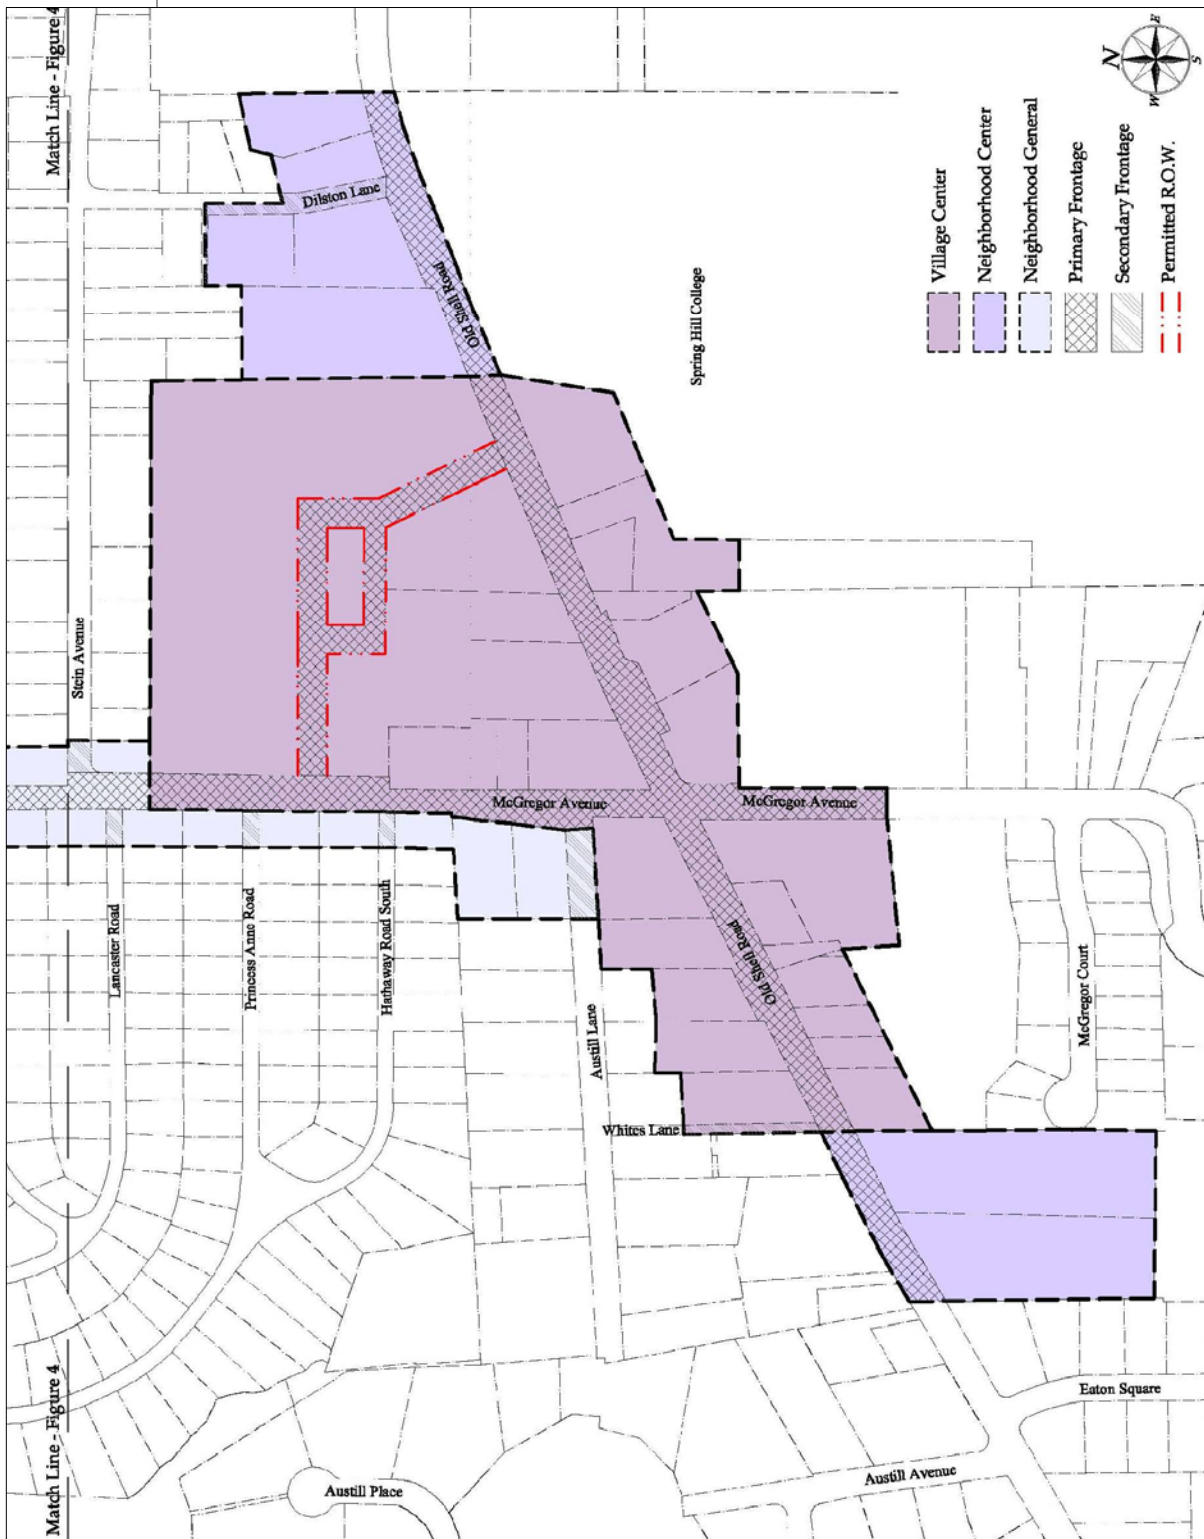 Match Line - Figure 4
Match Line - Figure 4
N
E
S
W
Dilston Lane
Old Shell Road
Spring Hill College
Village Center
Neighborhood Center
Neighborhood General
Primary Frontage
Secondary Frontage
Permitted R.O.W.
Stein Avenue
McGregor Avenue
McGregor Avenue
Lancaster Road
Princess Anne Road
Hathaway Road South
Austill Lane
Old Shell Road
McGregor Court
Whites Lane
Eaton Square
Austill Avenue
Austill Place